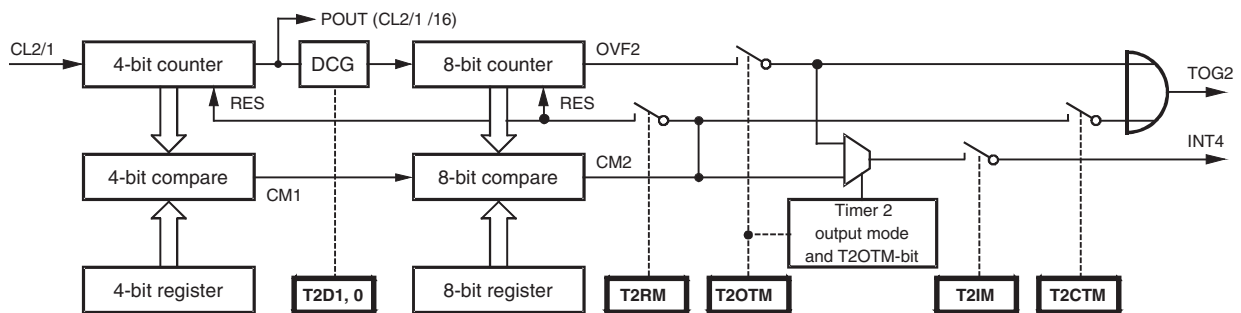 POUT (CL2/1 /16)
CL2/1
4-bit counter
DCG
8-bit counter
OVF2
TOG2
RES
RES
INT4
4-bit compare
CM1
8-bit compare
CM2
Timer 2
output mode
and T2OTM-bit
4-bit register
T2D1, 0
8-bit register
T2RM
T2OTM
T2IM
T2CTM